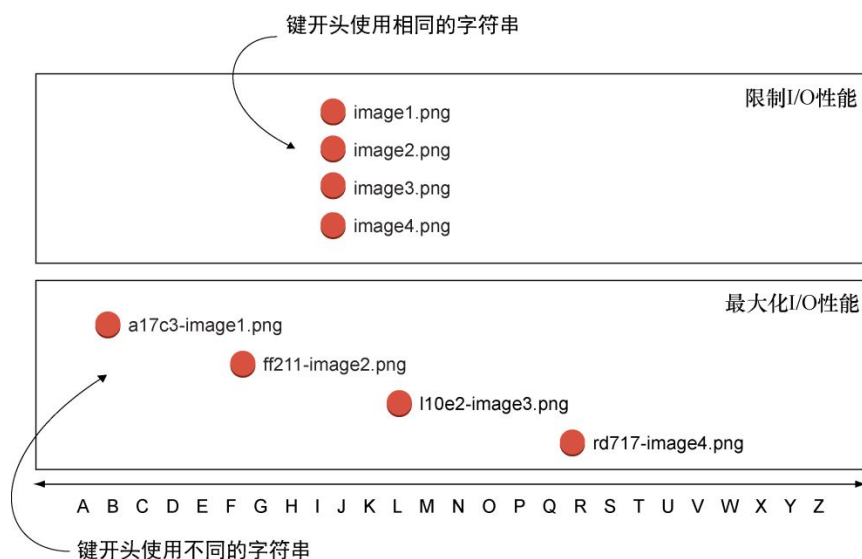 键开头使用相同的字符串
限制I/O性能
image1.png
image2.png
image3.png
image4.png
最大化I/O性能
a17c3-image1.png
ff211-image2.png
l10e2-image3.png
rd717-image4.png
A B C D E F G H I J K L M N O P Q R S T U V W X Y Z
键开头使用不同的字符串